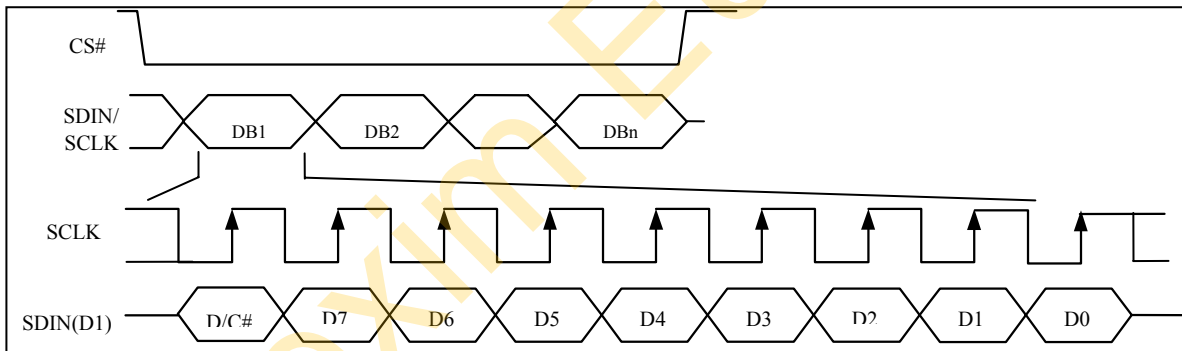 CS#
SDIN/
SCLK
DB1 DB2 DBn
SCLK
SDIN(D1)
D/C# D7 D6 D5 D4 D3 D2 D1 D0